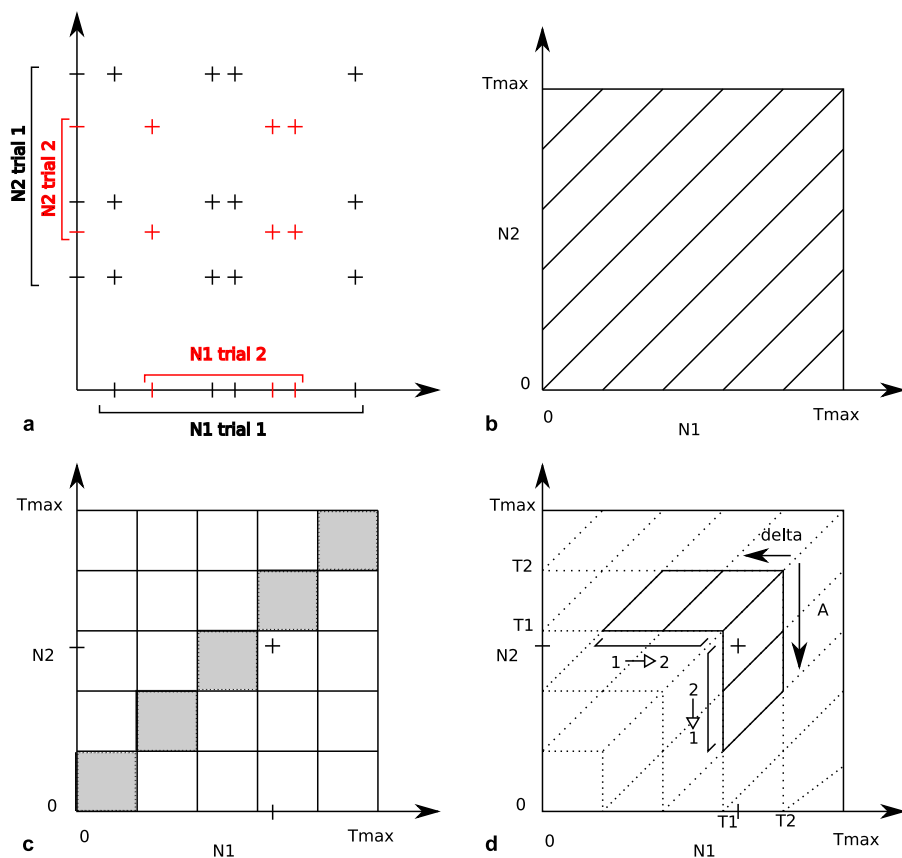 N2 trial 1
N2 trial 2
N1 trial 2
N1 trial 1
a
Tmax
N2
0
0
Tmax
N1
b
Tmax
N2
0
0
Tmax
N1
c
Tmax
delta
T2
A
T1
N2
1 2
2
1
0
T1 T2
0
Tmax
N1
d